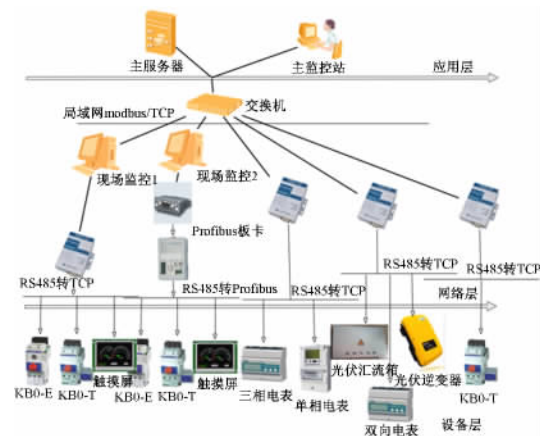 主服务器
主监控站
应用层
局域网modbus/TCP
交换机
现场监控1
现场监控2
Profibus板卡
RS485转TCP
RS485转TCP
RS485转TCP
RS485转Profibus
RS485转TCP
网络层
KB0-E
KB0-T
触摸屏
KB0-E
KB0-T
触摸屏
三相电表
单相电表
光伏汇流箱
双向电表
光伏逆变器
KB0-T
设备层